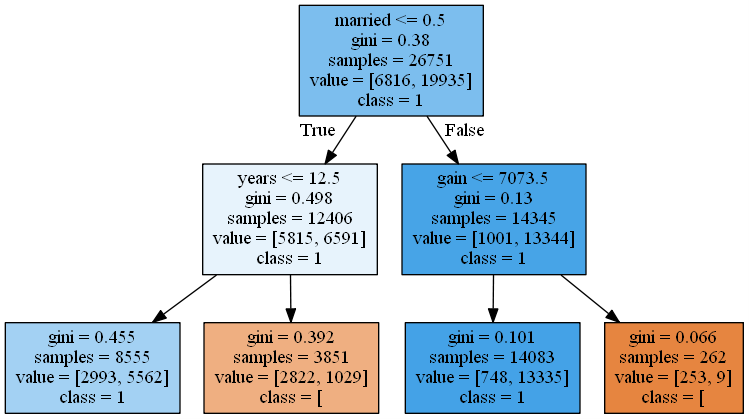 married <= 0.5
gini = 0.38
samples = 26751
value = [6816, 19935]
class = 1
True
False
years <= 12.5
gini = 0.498
samples = 12406
value = [5815, 6591]
class = 1
gain <= 7073.5
gini = 0.13
samples = 14345
value = [1001, 13344]
class = 1
gini = 0.455
samples = 8555
value = [2993, 5562]
class = 1
gini = 0.392
samples = 3851
value = [2822, 1029]
class = [
gini = 0.101
samples = 14083
value = [748, 13335]
class = 1
gini = 0.066
samples = 262
value = [253, 9]
class = [